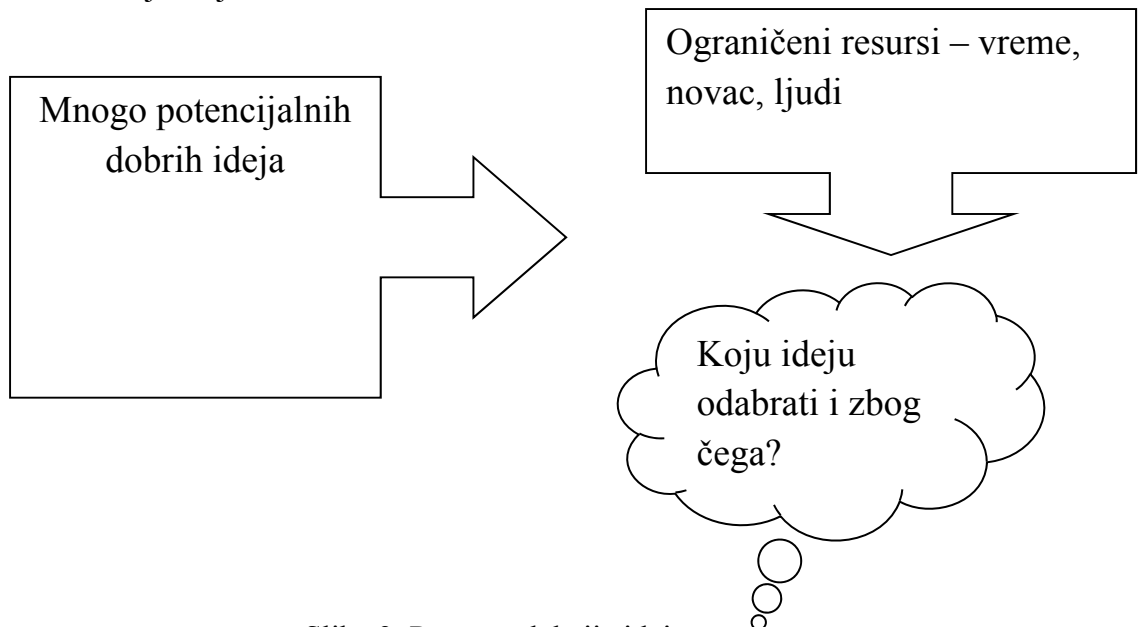 Mnogo potencijalnih
dobrih ideja
Ograničeni resursi – vreme,
novac, ljudi
Koju ideju
odabrati i zbog
čega?